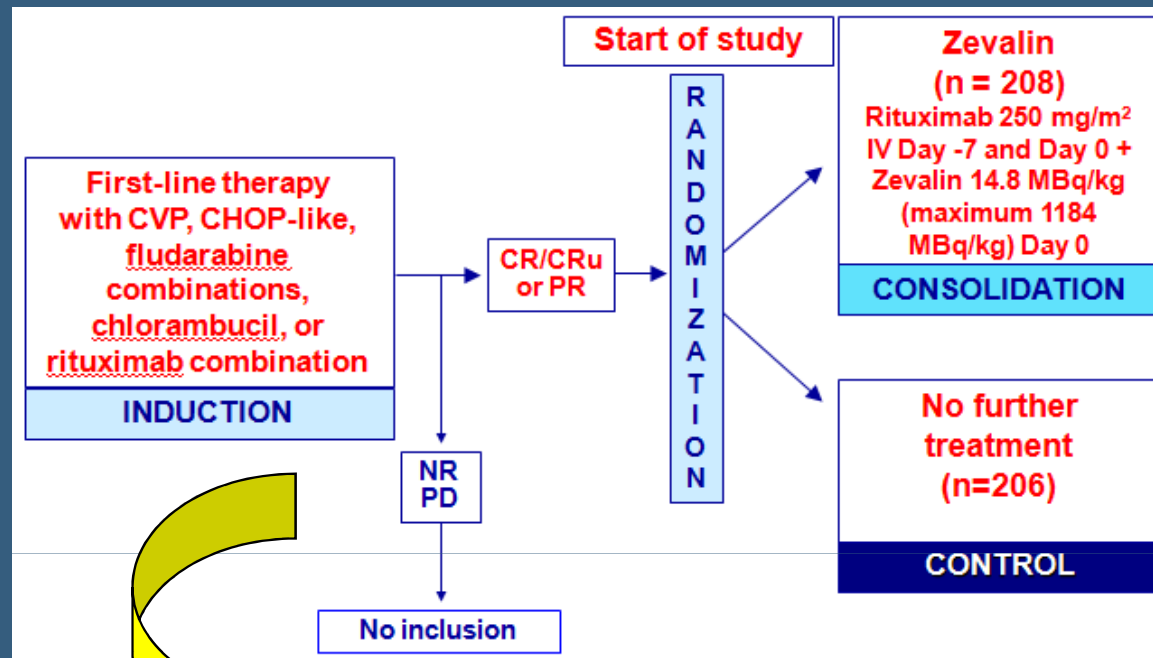 Start of study
First-line therapy
with CVP, CHOP-like,
fludarabine
combinations,
chlorambucil, or
rituximab combination
INDUCTION
CR/CRu
or PR
NR
PD
No inclusion
R
A
N
D
O
M
I
Z
A
T
I
O
N
Zevalin
(n = 208)
Rituximab 250 mg/m²
IV Day -7 and Day 0 +
Zevalin 14.8 MBq/kg
(maximum 1184
MBq/kg) Day 0
CONSOLIDATION
No further
treatment
(n=206)
CONTROL